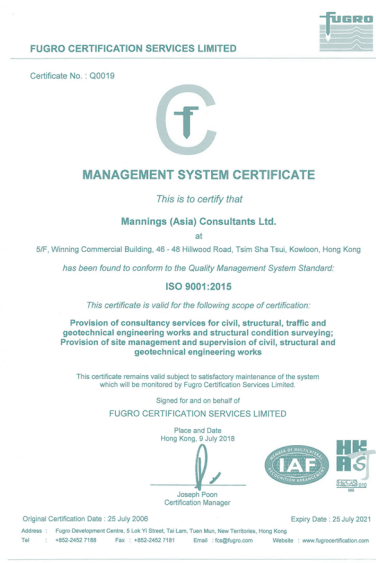 FUGRO
FUGRO CERTIFICATION SERVICES LIMITED
Certificate No. : Q0019
MANAGEMENT SYSTEM CERTIFICATE
This is to certify that
Mannings (Asia) Consultants Ltd.
at
5/F, Winning Commercial Building, 46 - 48 Hillwood Road, Tsim Sha Tsui, Kowloon, Hong Kong
has been found to conform to the Quality Management System Standard:
ISO 9001:2015
This certificate is valid for the following scope of certification:
Provision of consultancy services for civil, structural, traffic and
geotechnical engineering works and structural condition surveying;
Provision of site management and supervision of civil, structural and
geotechnical engineering works
This certificate remains valid subject to satisfactory maintenance of the system
which will be monitored by Fugro Certification Services Limited.
Signed for and on behalf of
FUGRO CERTIFICATION SERVICES LIMITED
Place and Date
Hong Kong, 9 July 2018
MEMBER OF MULTILATERAL
RECOGNITION ARRANGEMENT
IAF
HKAS
Joseph Poon
Certification Manager
Original Certification Date : 25 July 2006
Expiry Date : 25 July 2021
Address : Fugro Development Centre, 5 Lok Yi Street, Tai Lam, Tuen Mun, New Territories, Hong Kong
Tel : +852-2452 7188 Fax : +852-2452 7181 Email : fcs@fugro.com Website : www.fugrocertification.com